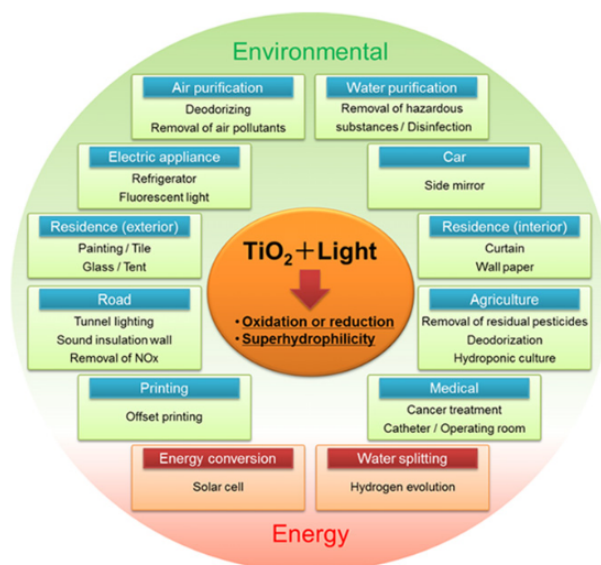 Environmental
Air purification
Deodorizing
Removal of air pollutants
Water purification
Removal of hazardous
substances / Disinfection
Electric appliance
Refrigerator
Fluorescent light
Car
Side mirror
Residence (exterior)
Painting / Tile
Glass / Tent
TiO₂+Light
• Oxidation or reduction
• Superhydrophilicity
Residence (interior)
Curtain
Wall paper
Road
Tunnel lighting
Sound insulation wall
Removal of NOx
Agriculture
Removal of residual pesticides
Deodorization
Hydroponic culture
Printing
Offset printing
Medical
Cancer treatment
Catheter / Operating room
Energy conversion
Solar cell
Water splitting
Hydrogen evolution
Energy